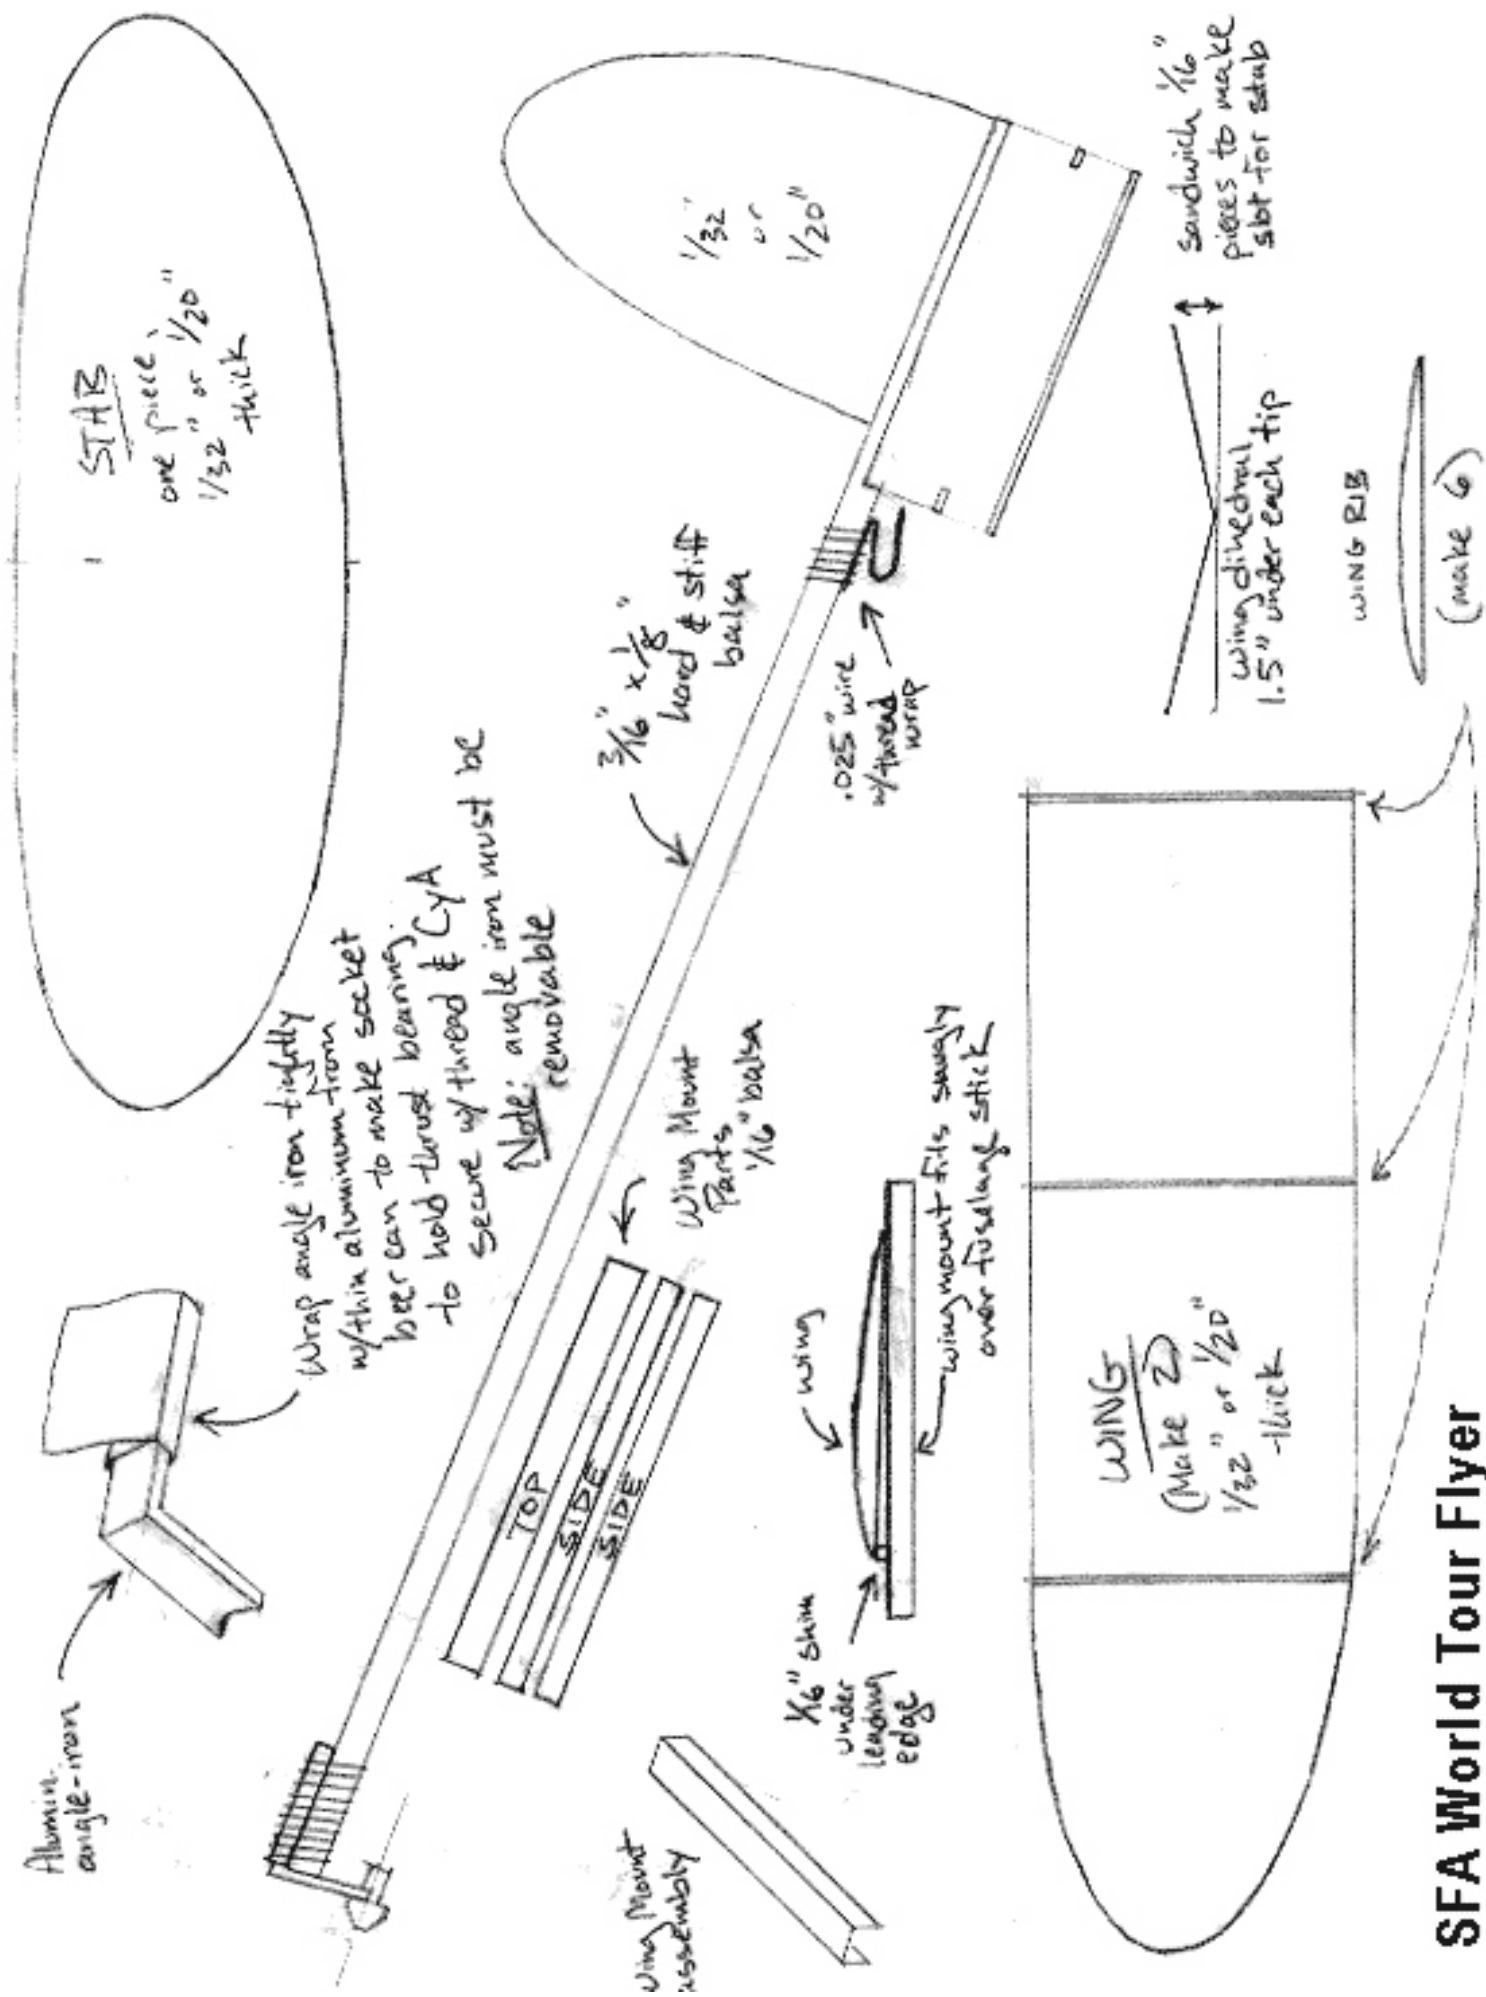 STAB
one piece,
1/32" or 1/20"
thick
1/32"
or
1/20"
sandwich 1/16"
pieces to make
slot for stab
3/16" x 1/8"
hard & stiff
balsa
.025" wire
w/thread
wrap
wing dihedral
1.5" under each tip
WING RIB
(make 6)
Wrap angle iron tightly
w/thin aluminum from
beer can to make socket
to hold thrust bearing.
secure w/thread & CyA
Note: angle iron must be
removable
Alumin.
angle-iron
Wing Mount
Parts
1/16" balsa
TOP
SIDE
SIDE
wing
wing mount fits snugly
over fuselage stick
1/16" shim
under
leading
edge
Wing Mount
assembly
WING
(Make 2)
1/32" or 1/20"
thick
SFA World Tour Flyer